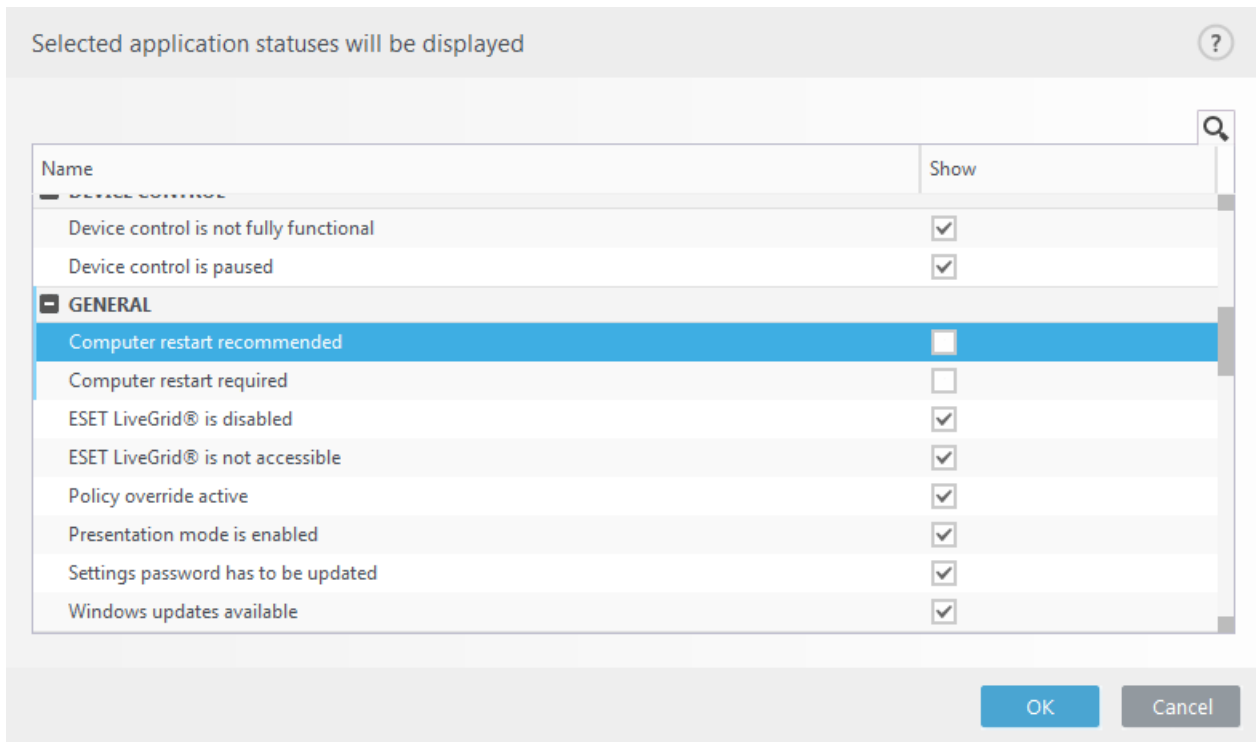 Selected application statuses will be displayed
?
Name Show
DEVICE CONTROL
Device control is not fully functional
Device control is paused
GENERAL
Computer restart recommended
Computer restart required
ESET LiveGrid® is disabled
ESET LiveGrid® is not accessible
Policy override active
Presentation mode is enabled
Settings password has to be updated
Windows updates available
OK Cancel